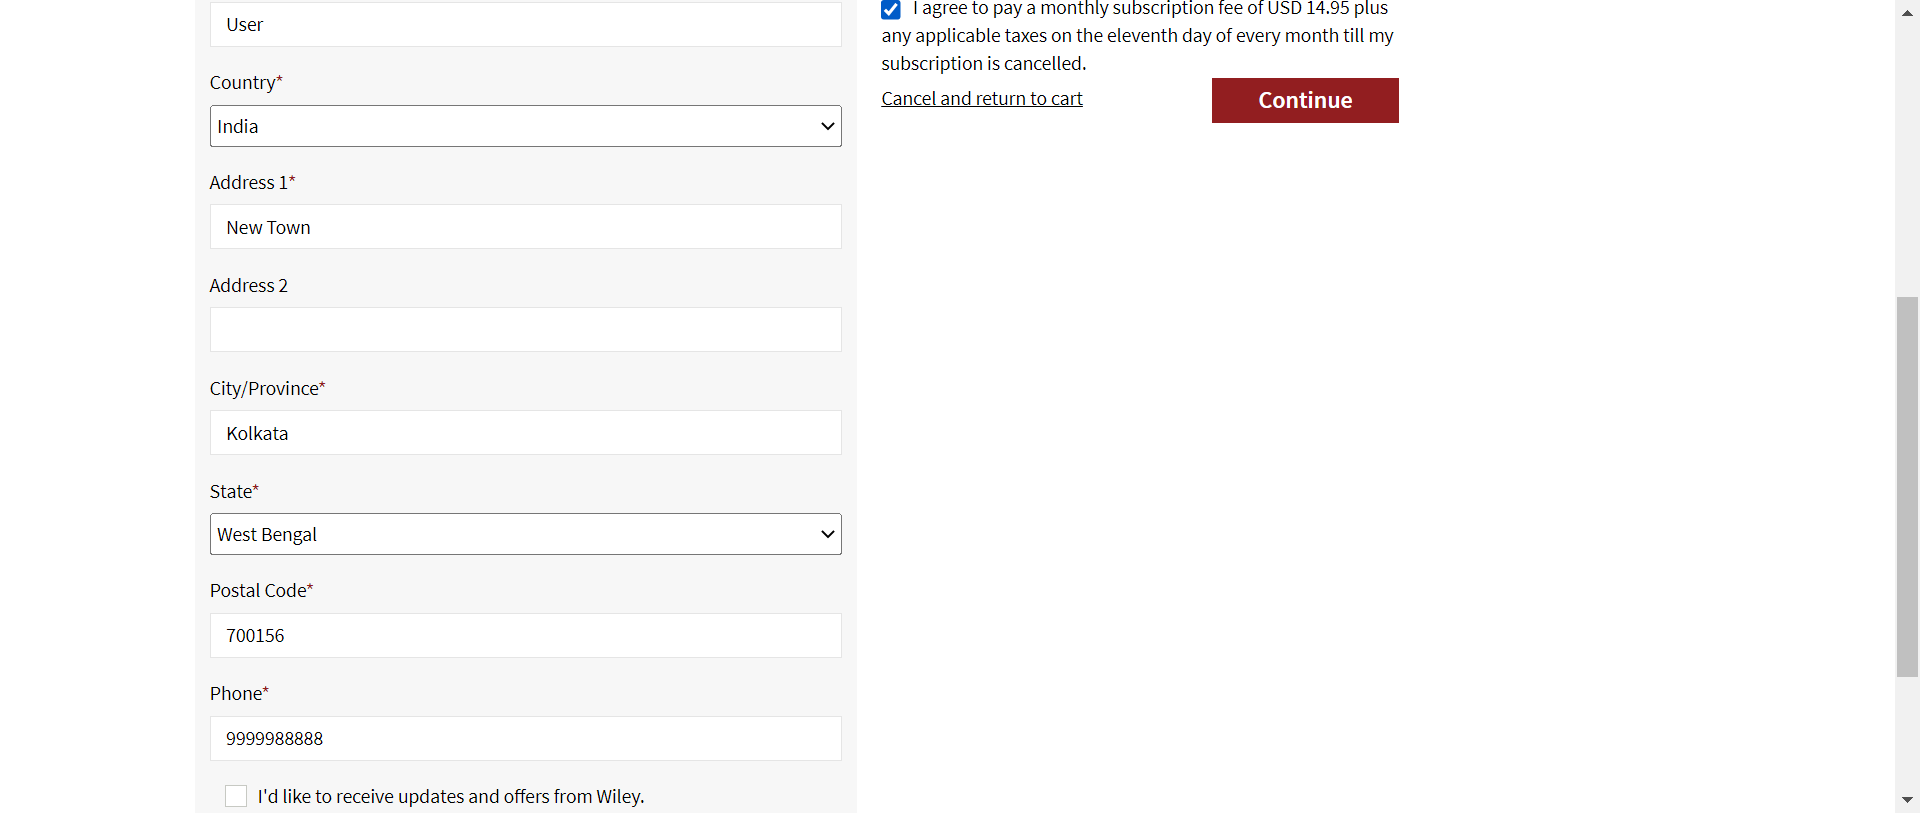 User
Country*
India
Address 1*
New Town
Address 2
City/Province*
Kolkata
State*
West Bengal
Postal Code*
700156
Phone*
9999988888
I'd like to receive updates and offers from Wiley.
I agree to pay a monthly subscription fee of USD 14.95 plus
any applicable taxes on the eleventh day of every month till my
subscription is cancelled.
Cancel and return to cart
Continue